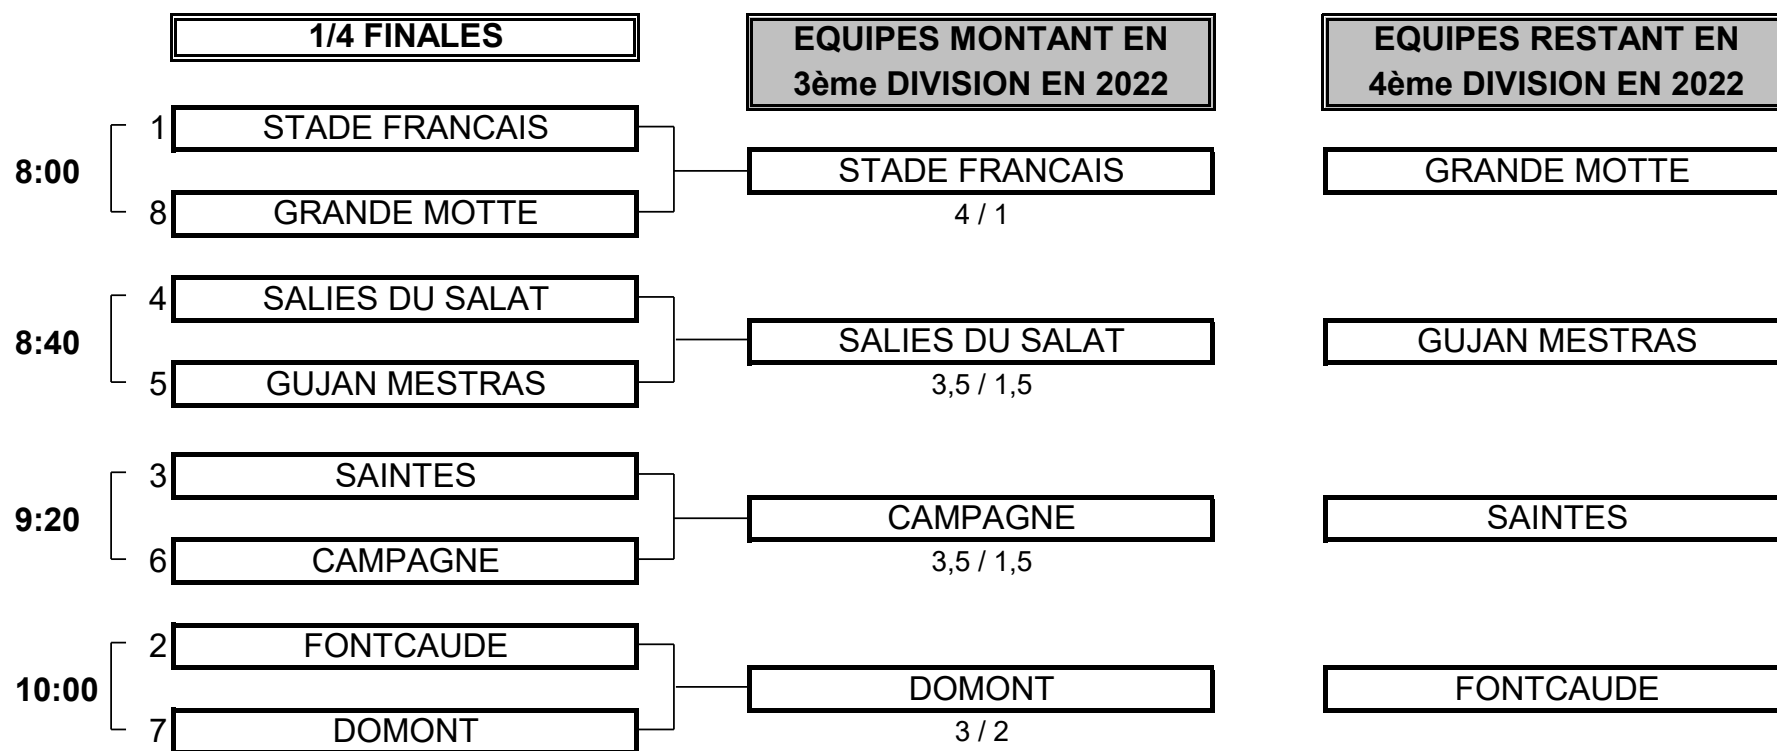 1/4 FINALES
EQUIPES MONTANT EN
3ème DIVISION EN 2022
EQUIPES RESTANT EN
4ème DIVISION EN 2022
8:00
1 STADE FRANCAIS
8 GRANDE MOTTE
STADE FRANCAIS
4 / 1
GRANDE MOTTE
8:40
4 SALIES DU SALAT
5 GUJAN MESTRAS
SALIES DU SALAT
3,5 / 1,5
GUJAN MESTRAS
9:20
3 SAINTES
6 CAMPAGNE
CAMPAGNE
3,5 / 1,5
SAINTES
10:00
2 FONTCAUDE
7 DOMONT
DOMONT
3 / 2
FONTCAUDE